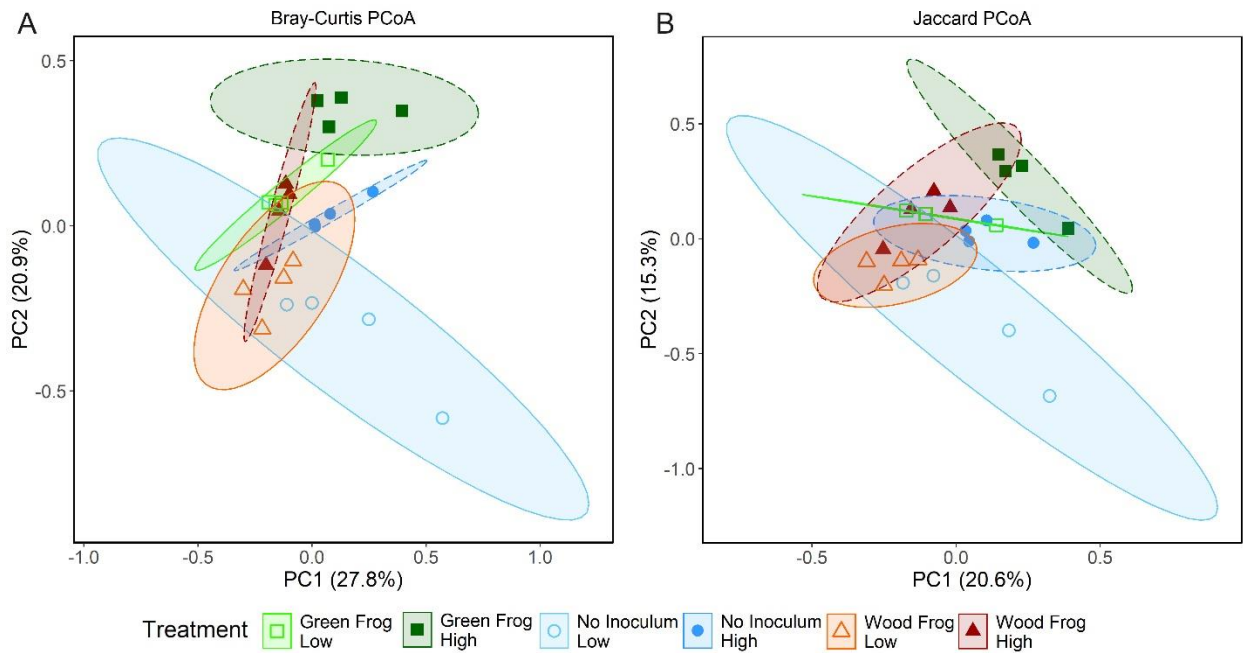 A
Bray-Curtis PCoA
0.5
0.0
-0.5
PC2 (20.9%)
-1.0 -0.5 0.0 0.5 1.0
PC1 (27.8%)
B
Jaccard PCoA
0.5
0.0
-0.5
-1.0
PC2 (15.3%)
-0.5 0.0 0.5
PC1 (20.6%)
Treatment
Green Frog
Low
Green Frog
High
No Inoculum
Low
No Inoculum
High
Wood Frog
Low
Wood Frog
High